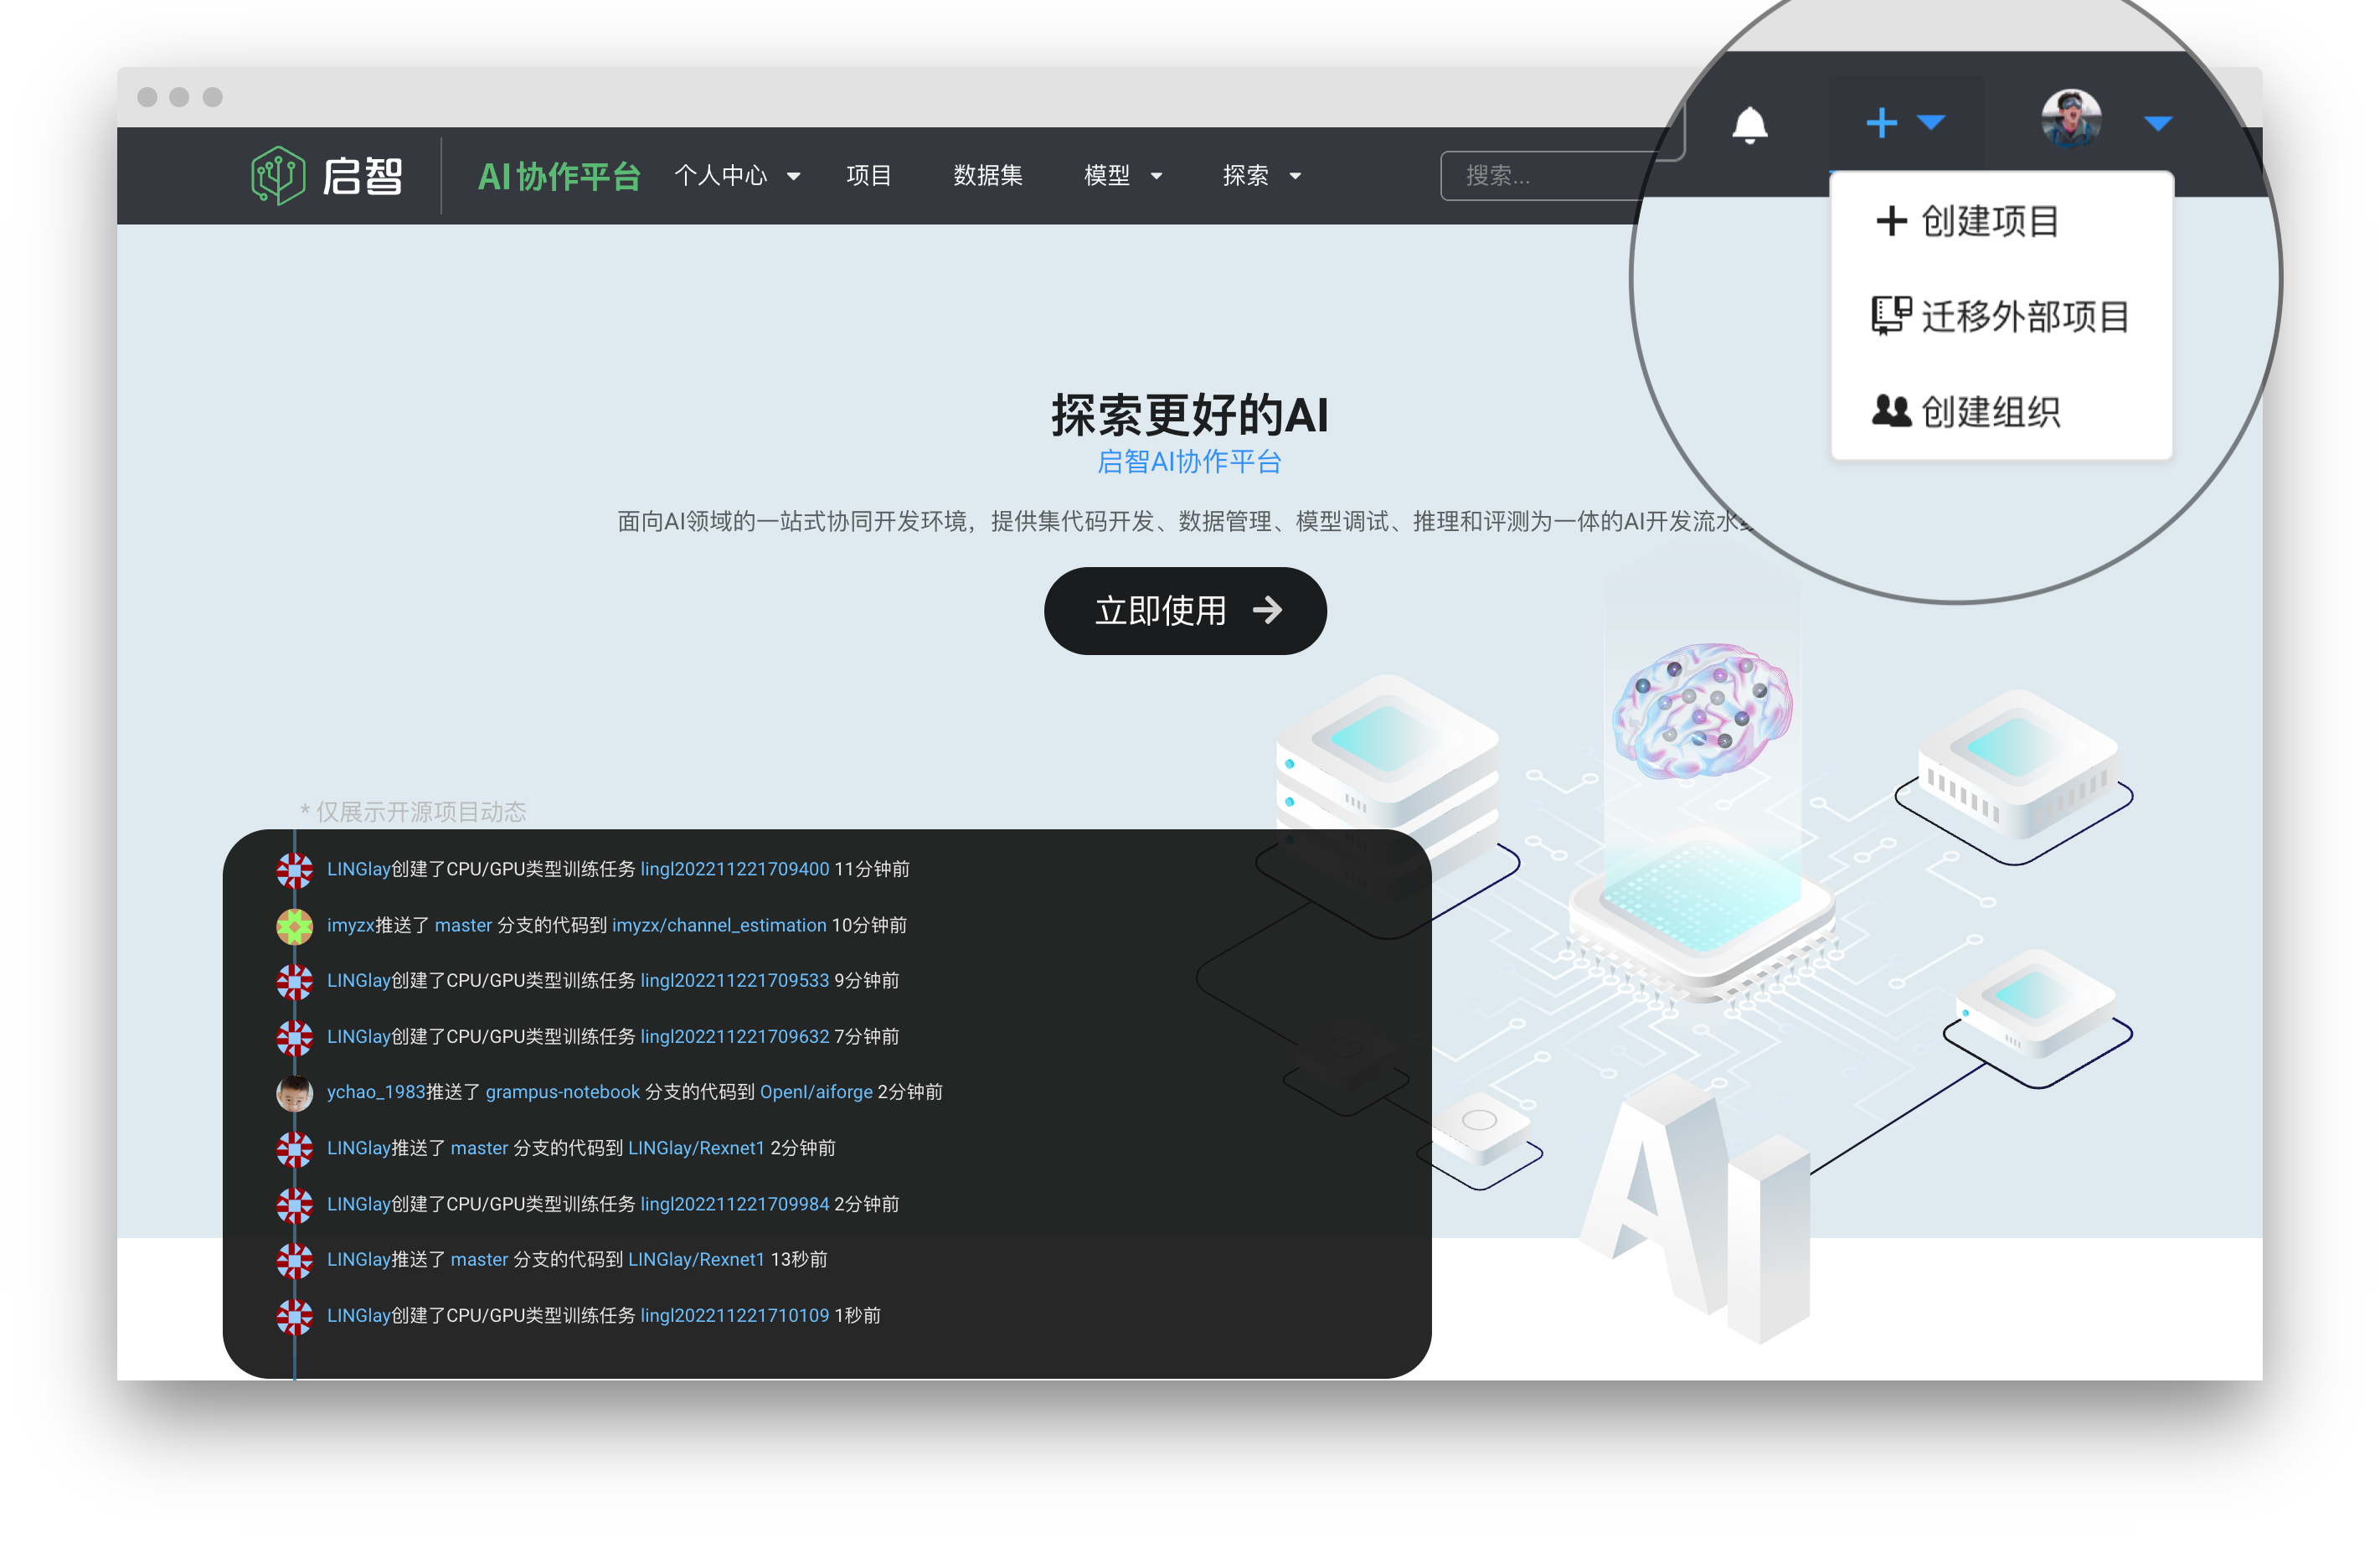 启智
AI 协作平台 个人中心 项目 数据集 模型 探索 搜索...
创建项目
迁移外部项目
创建组织
探索更好的AI
启智AI协作平台
面向AI领域的一站式协同开发环境，提供集代码开发、数据管理、模型调试、推理和评测为一体的AI开发流水
立即使用
* 仅展示开源项目动态
LINGlay创建了CPU/GPU类型训练任务 lingl202211221709400 11分钟前
imyzx推送了 master 分支的代码到 imyzx/channel_estimation 10分钟前
LINGlay创建了CPU/GPU类型训练任务 lingl202211221709533 9分钟前
LINGlay创建了CPU/GPU类型训练任务 lingl202211221709632 7分钟前
ychao_1983推送了 grampus-notebook 分支的代码到 OpenI/aiforge 2分钟前
LINGlay推送了 master 分支的代码到 LINGlay/Rexnet1 2分钟前
LINGlay创建了CPU/GPU类型训练任务 lingl202211221709984 2分钟前
LINGlay推送了 master 分支的代码到 LINGlay/Rexnet1 13秒前
LINGlay创建了CPU/GPU类型训练任务 lingl202211221710109 1秒前
AI